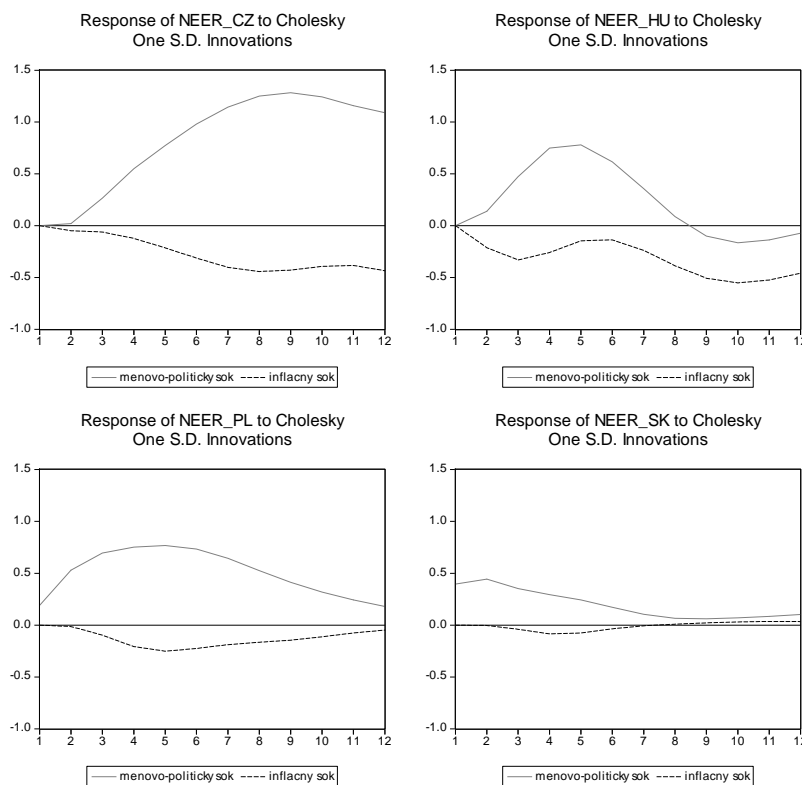 Response of NEER_CZ to Cholesky
One S.D. Innovations
1.5
1.0
0.5
0.0
-0.5
-1.0
1 2 3 4 5 6 7 8 9 10 11 12
menovo-politicky sok inflacny sok
Response of NEER_HU to Cholesky
One S.D. Innovations
1.5
1.0
0.5
0.0
-0.5
-1.0
1 2 3 4 5 6 7 8 9 10 11 12
menovo-politicky sok inflacny sok
Response of NEER_PL to Cholesky
One S.D. Innovations
1.5
1.0
0.5
0.0
-0.5
-1.0
1 2 3 4 5 6 7 8 9 10 11 12
menovo-politicky sok inflacny sok
Response of NEER_SK to Cholesky
One S.D. Innovations
1.5
1.0
0.5
0.0
-0.5
-1.0
1 2 3 4 5 6 7 8 9 10 11 12
menovo-politicky sok inflacny sok